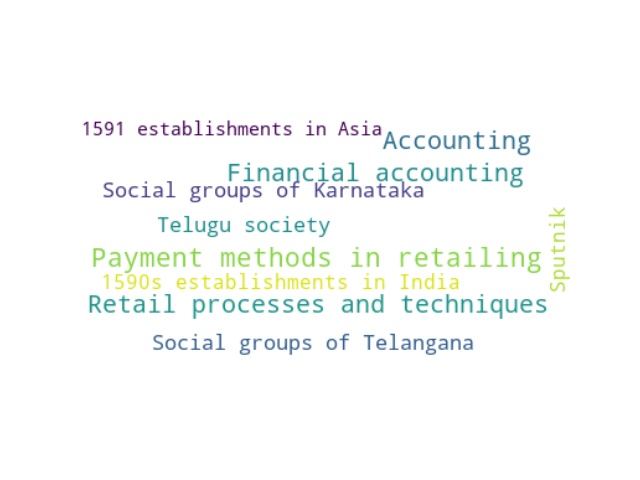 1591 establishments in Asia
Accounting
Financial accounting
Social groups of Karnataka
Telugu society
Sputnik
Payment methods in retailing
1590s establishments in India
Retail processes and techniques
Social groups of Telangana